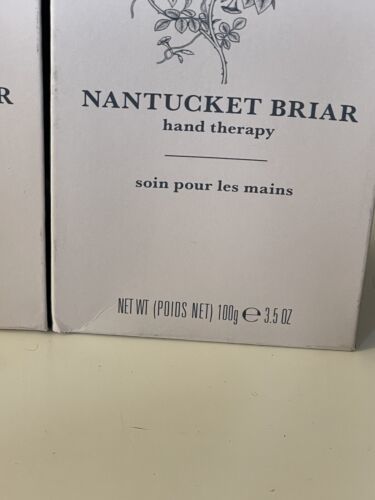 R
NANTUCKET BRIAR
hand therapy
soin pour les mains
NET WT (POIDS NET) 100g ℮ 3.5 OZ